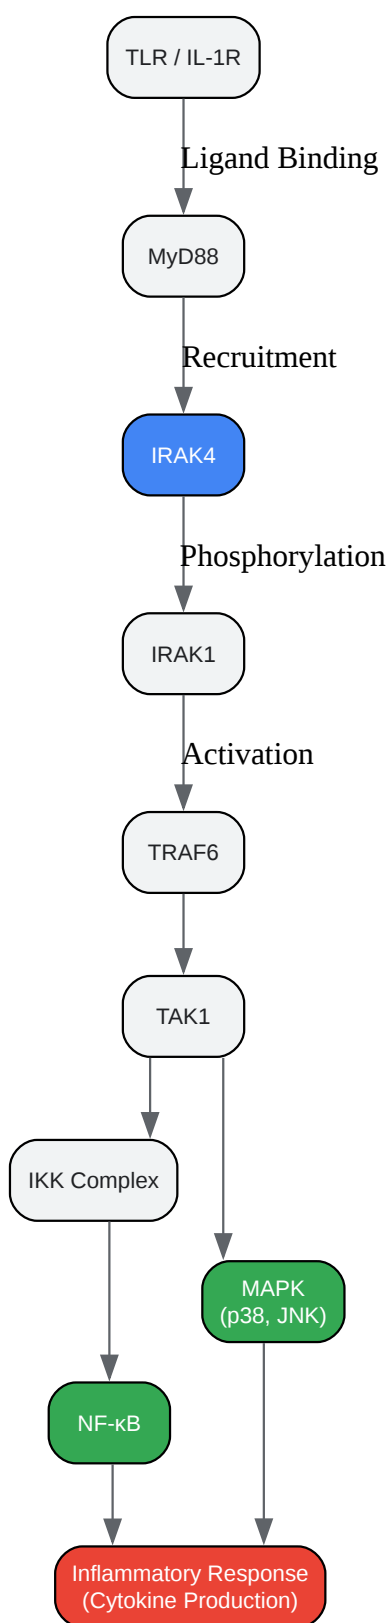 TLR / IL-1R
Ligand Binding
MyD88
Recruitment
IRAK4
Phosphorylation
IRAK1
Activation
TRAF6
TAK1
IKK Complex
MAPK
(p38, JNK)
NF-κB
Inflammatory Response
(Cytokine Production)